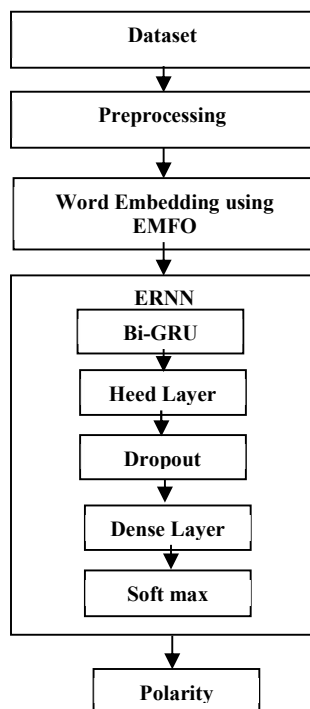 Dataset
Preprocessing
Word Embedding using
EMFO
ERNN
Bi-GRU
Heed Layer
Dropout
Dense Layer
Soft max
Polarity